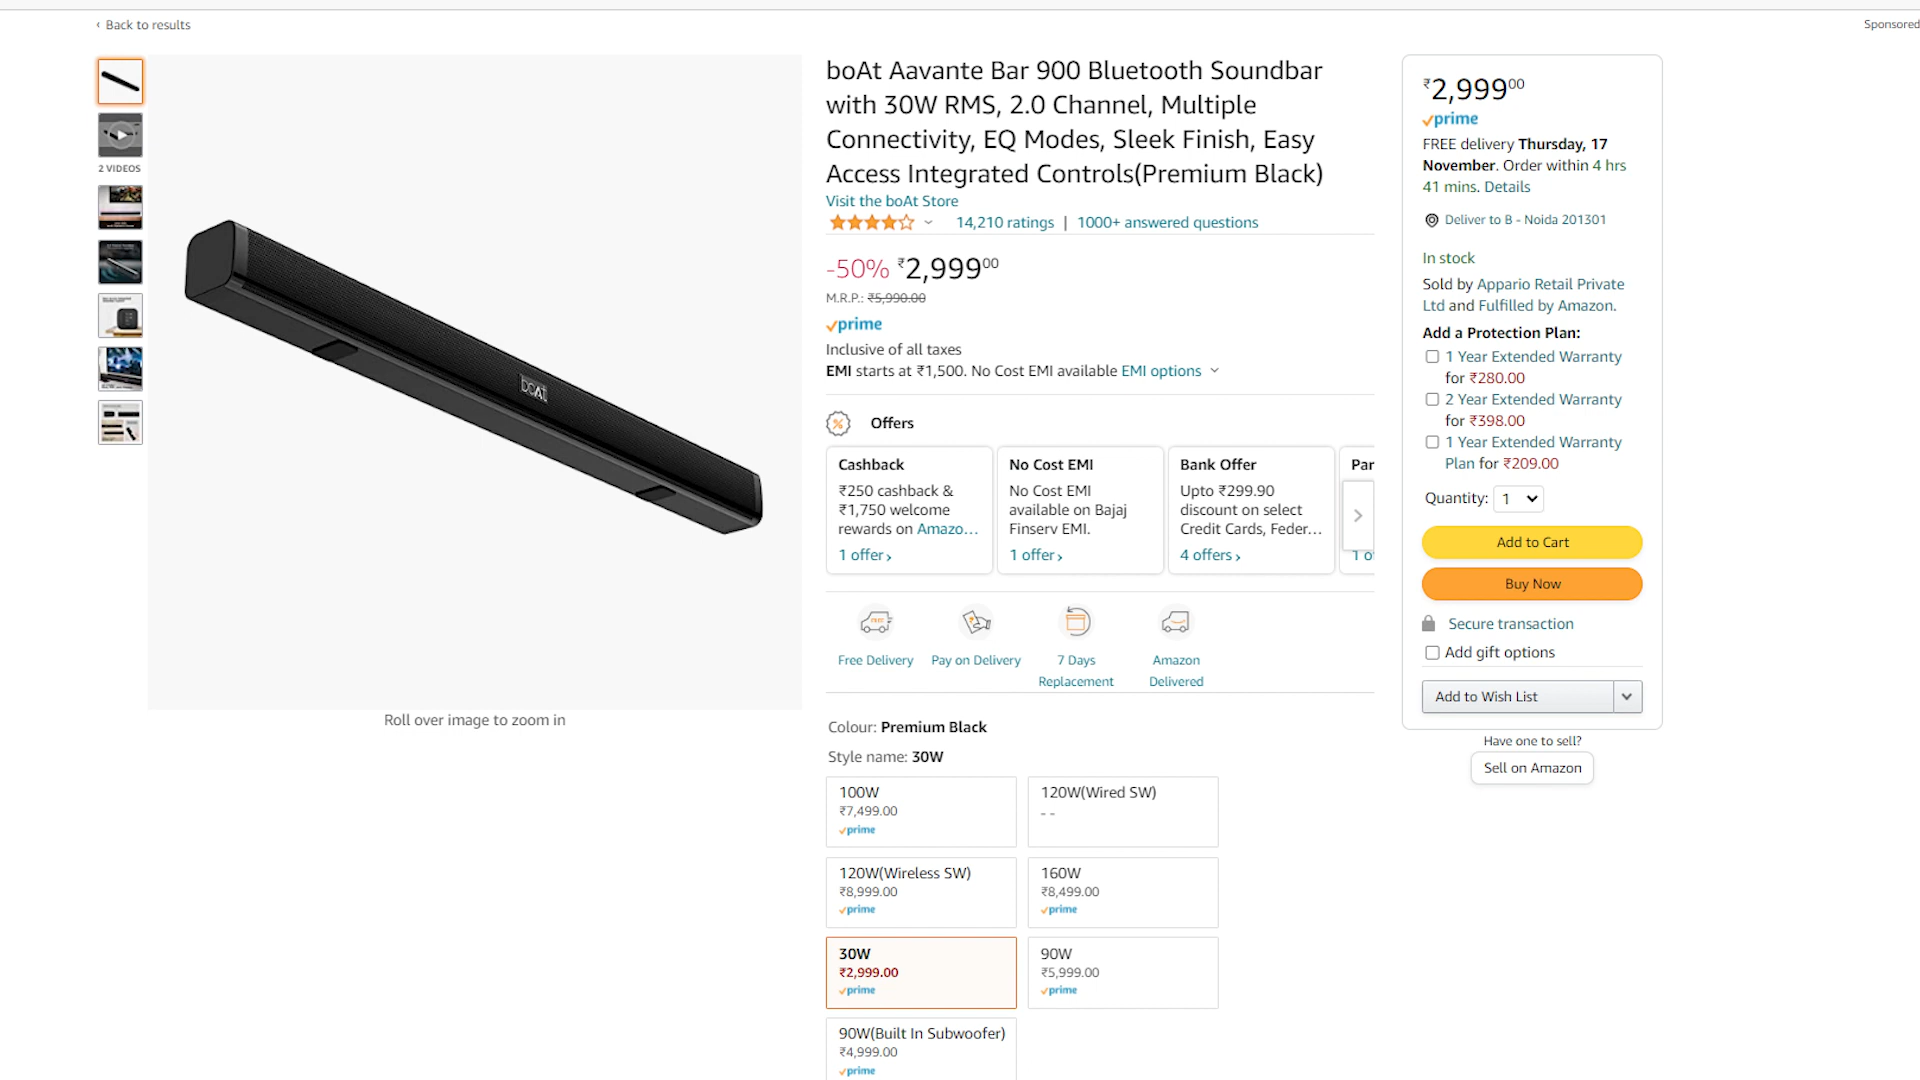 ‹ Back to results
Sponsored
2 VIDEOS
boAt
Roll over image to zoom in
boAt Aavante Bar 900 Bluetooth Soundbar
with 30W RMS, 2.0 Channel, Multiple
Connectivity, EQ Modes, Sleek Finish, Easy
Access Integrated Controls(Premium Black)
Visit the boAt Store
14,210 ratings | 1000+ answered questions
-50% ₹2,999 00
M.R.P.: ₹5,990.00
prime
Inclusive of all taxes
EMI starts at ₹1,500. No Cost EMI available EMI options
Offers
Cashback
₹250 cashback &
₹1,750 welcome
rewards on Amazo…
1 offer ›
No Cost EMI
No Cost EMI
available on Bajaj
Finserv EMI.
1 offer ›
Bank Offer
Upto ₹299.90
discount on select
Credit Cards, Feder…
4 offers ›
Par
1 o
FREE
Free Delivery
Pay on Delivery
7 Days
Replacement
Amazon
Delivered
Colour: Premium Black
Style name: 30W
100W
₹7,499.00
prime
120W(Wired SW)
- -
120W(Wireless SW)
₹8,999.00
prime
160W
₹8,499.00
prime
30W
₹2,999.00
prime
90W
₹5,999.00
prime
90W(Built In Subwoofer)
₹4,999.00
prime
₹2,999 00
prime
FREE delivery Thursday, 17
November. Order within 4 hrs
41 mins. Details
Deliver to B - Noida 201301
In stock
Sold by Appario Retail Private
Ltd and Fulfilled by Amazon.
Add a Protection Plan:
1 Year Extended Warranty
for ₹280.00
2 Year Extended Warranty
for ₹398.00
1 Year Extended Warranty
Plan for ₹209.00
Quantity: 1
Add to Cart
Buy Now
Secure transaction
Add gift options
Add to Wish List
Have one to sell?
Sell on Amazon